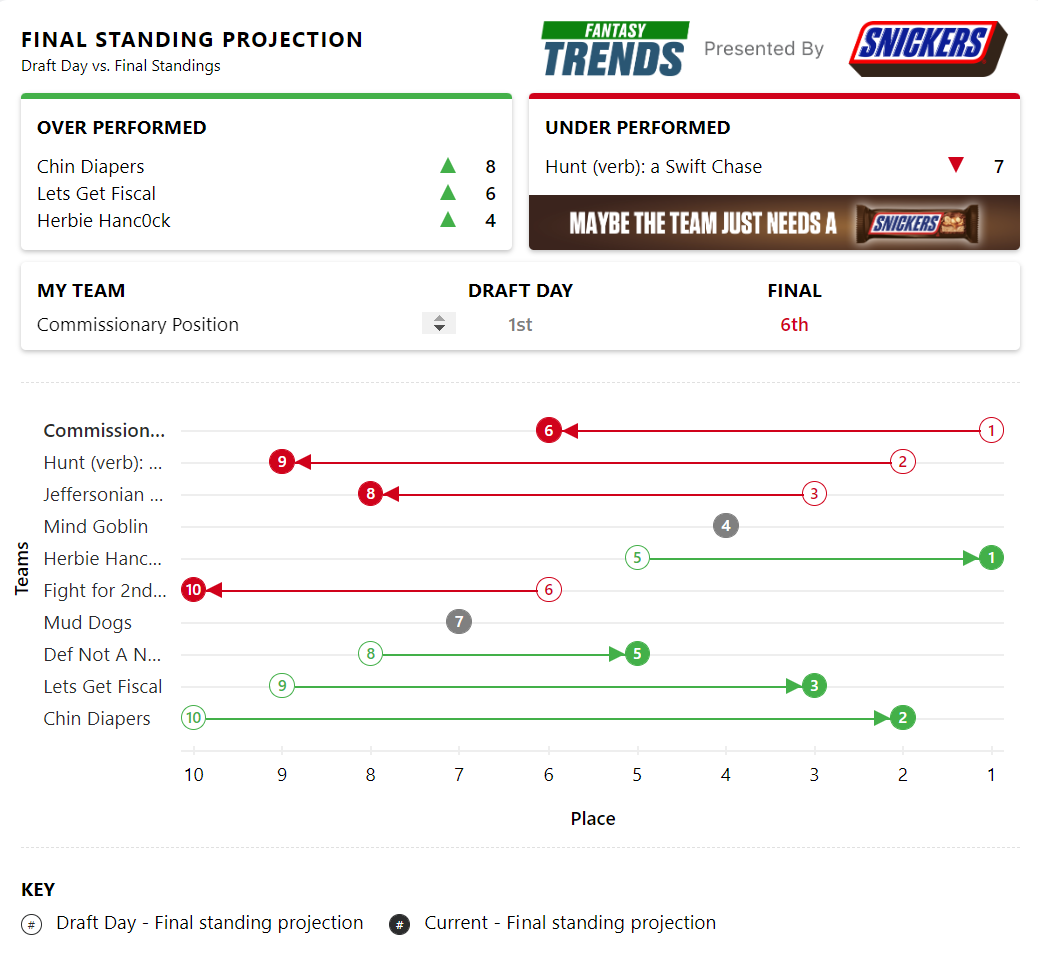 FINAL STANDING PROJECTION
Draft Day vs. Final Standings
FANTASY
TRENDS
Presented By
SNICKERS
OVER PERFORMED
Chin Diapers 8
Lets Get Fiscal 6
Herbie Hanc0ck 4
UNDER PERFORMED
Hunt (verb): a Swift Chase 7
MAYBE THE TEAM JUST NEEDS A SNICKERS
MY TEAM DRAFT DAY FINAL
Commissionary Position 1st 6th
Teams
Commission... 6 1
Hunt (verb): ... 9 2
Jeffersonian ... 8 3
Mind Goblin 4
Herbie Hanc... 5 1
Fight for 2nd... 10 6
Mud Dogs 7
Def Not A N... 8 5
Lets Get Fiscal 9 3
Chin Diapers 10 2
10 9 8 7 6 5 4 3 2 1
Place
KEY
# Draft Day - Final standing projection # Current - Final standing projection